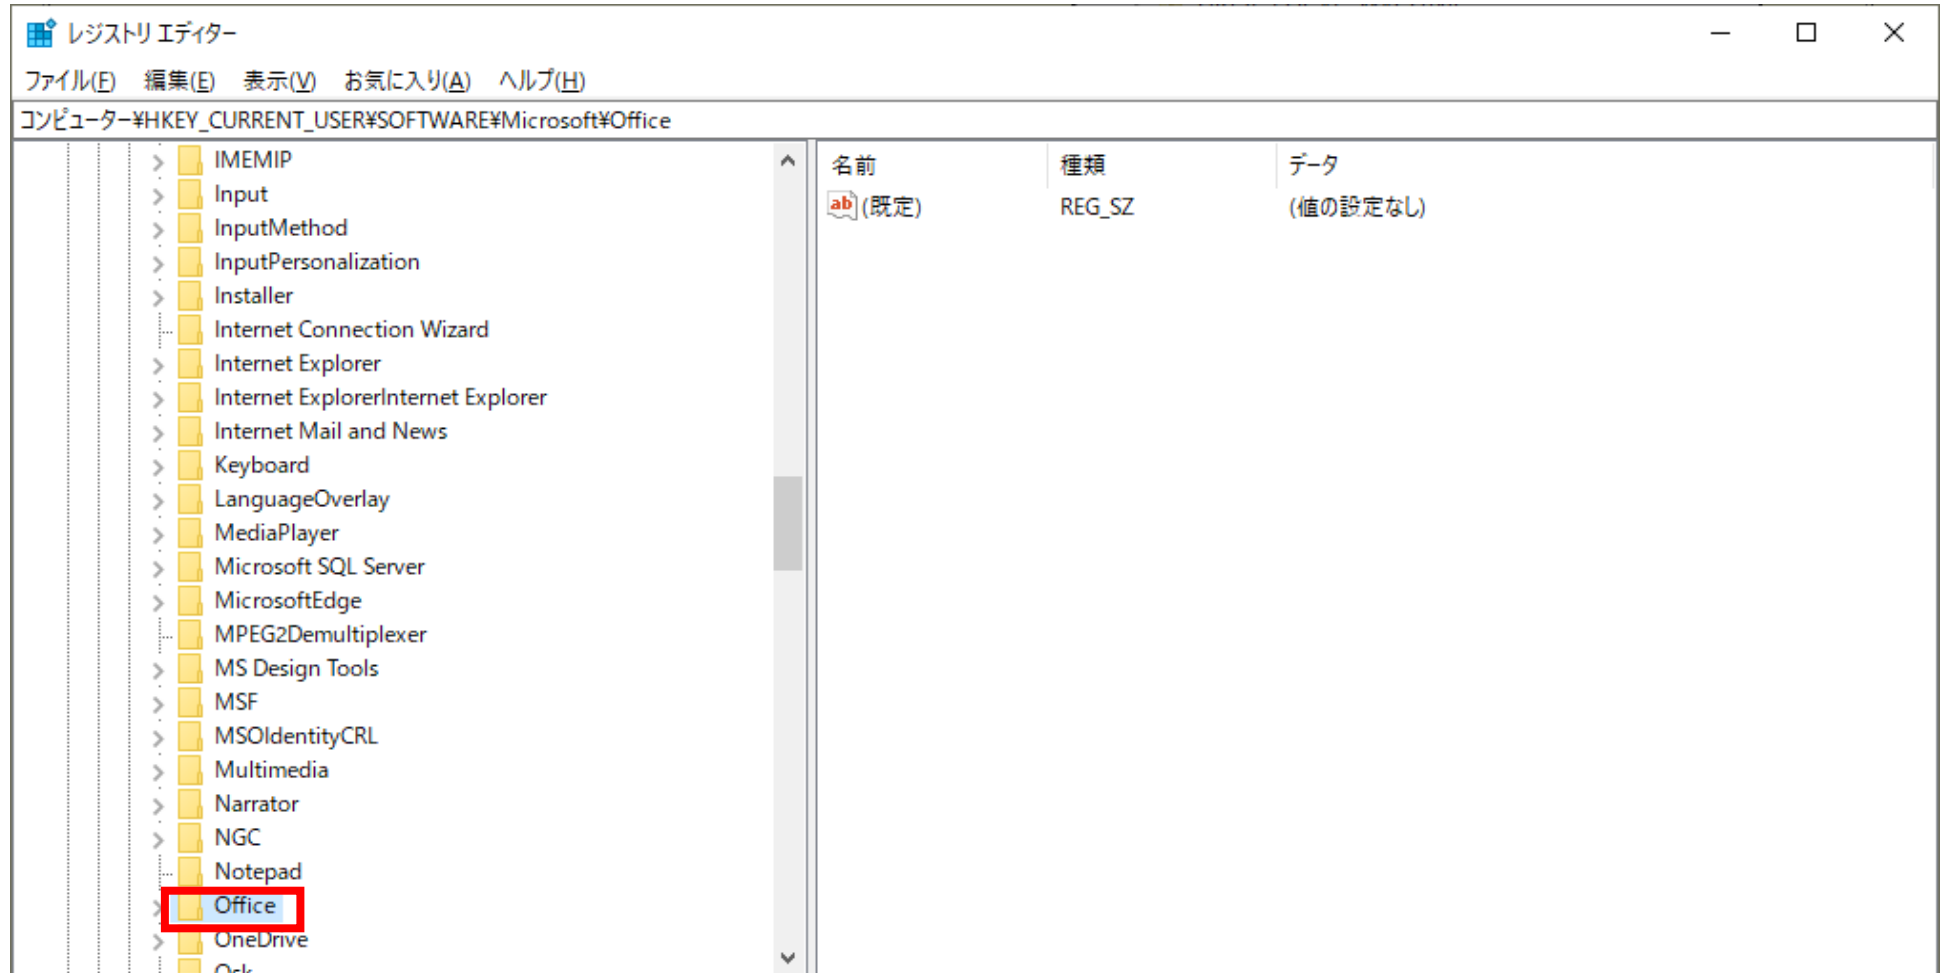 レジストリ エディター
ファイル(F) 編集(E) 表示(V) お気に入り(A) ヘルプ(H)
コンピューター¥HKEY_CURRENT_USER¥SOFTWARE¥Microsoft¥Office
IMEMIP
Input
InputMethod
InputPersonalization
Installer
Internet Connection Wizard
Internet Explorer
Internet ExplorerInternet Explorer
Internet Mail and News
Keyboard
LanguageOverlay
MediaPlayer
Microsoft SQL Server
MicrosoftEdge
MPEG2Demultiplexer
MS Design Tools
MSF
MSOIdentityCRL
Multimedia
Narrator
NGC
Notepad
Office
OneDrive
Osk
名前 種類 データ
ab (既定) REG_SZ (値の設定なし)